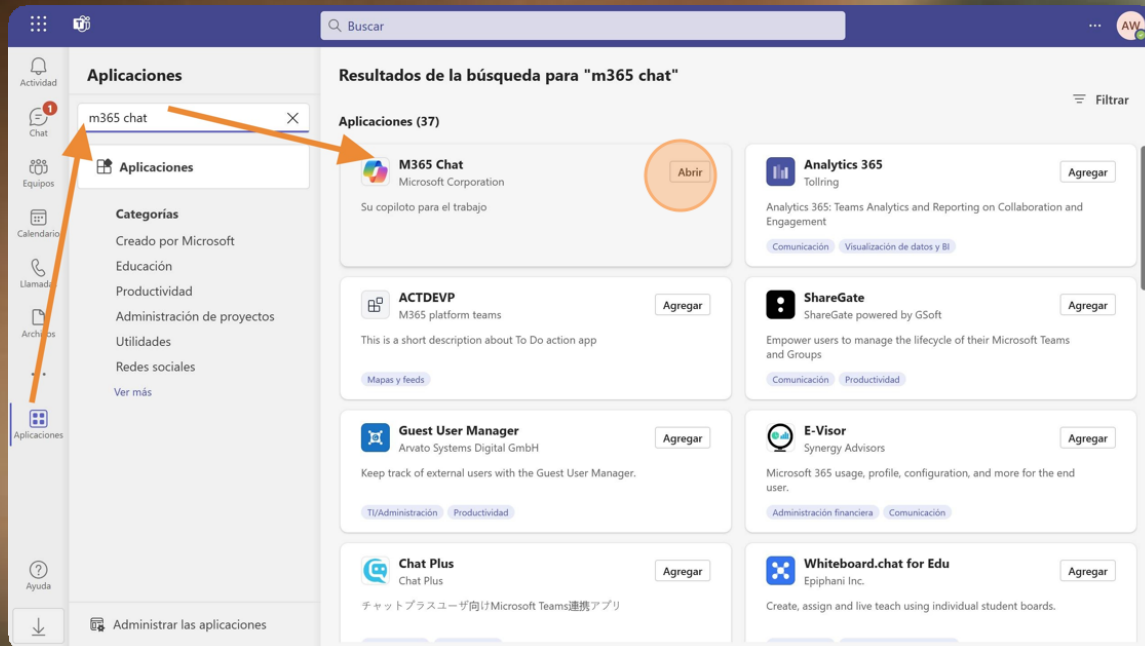 Buscar
AW
Actividad
1
Chat
Equipos
Calendario
Llamada
Archivos
Aplicaciones
Ayuda
Aplicaciones
m365 chat
Aplicaciones
Categorías
Creado por Microsoft
Educación
Productividad
Administración de proyectos
Utilidades
Redes sociales
Ver más
Administrar las aplicaciones
Resultados de la búsqueda para "m365 chat"
Filtrar
Aplicaciones (37)
M365 Chat
Microsoft Corporation
Abrir
Su copiloto para el trabajo
Analytics 365
Tollring
Agregar
Analytics 365: Teams Analytics and Reporting on Collaboration and
Engagement
Comunicación Visualización de datos y BI
ACTDEVP
M365 platform teams
Agregar
This is a short description about To Do action app
Mapas y feeds
ShareGate
ShareGate powered by GSoft
Agregar
Empower users to manage the lifecycle of their Microsoft Teams
and Groups
Comunicación Productividad
Guest User Manager
Arvato Systems Digital GmbH
Agregar
Keep track of external users with the Guest User Manager.
TI/Administración Productividad
E-Visor
Synergy Advisors
Agregar
Microsoft 365 usage, profile, configuration, and more for the end
user.
Administración financiera Comunicación
Chat Plus
Chat Plus
Agregar
チャットプラスユーザ向けMicrosoft Teams連携アプリ
Whiteboard.chat for Edu
Epiphani Inc.
Agregar
Create, assign and live teach using individual student boards.